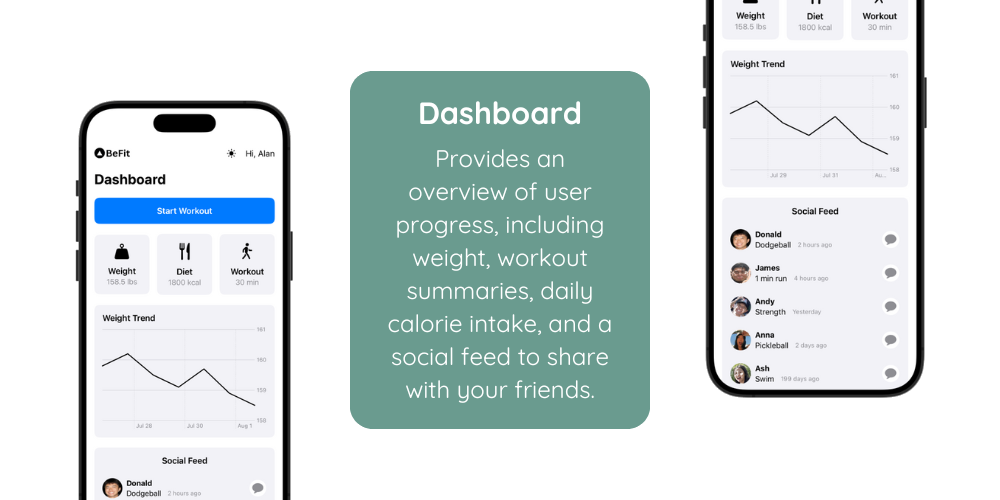 BeFit
Hi, Alan
Dashboard
Start Workout
Weight
158.5 lbs
Diet
1800 kcal
Workout
30 min
Weight Trend
161
160
159
158
Jul 28
Jul 30
Aug 1
Social Feed
Donald
Dodgeball 2 hours ago
Dashboard
Provides an
overview of user
progress, including
weight, workout
summaries, daily
calorie intake, and a
social feed to share
with your friends.
Weight
158.5 lbs
Diet
1800 kcal
Workout
30 min
Weight Trend
161
160
159
158
Jul 29
Jul 31
Au...
Social Feed
Donald
Dodgeball 2 hours ago
James
1 min run 4 hours ago
Andy
Strength Yesterday
Anna
Pickleball 2 days ago
Ash
Swim 199 days ago